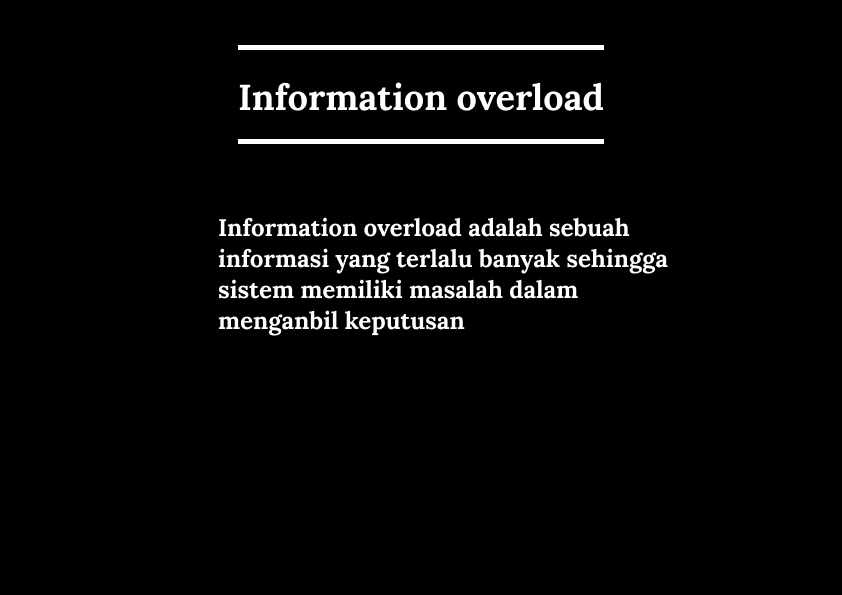 Information overload
Information overload adalah sebuah
informasi yang terlalu banyak sehingga
sistem memiliki masalah dalam
menganbil keputusan